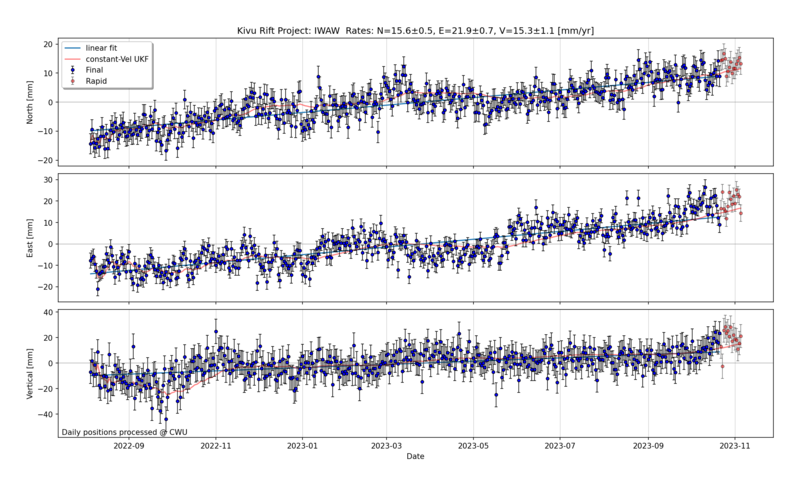 Kivu Rift Project: IWAW  Rates: N=15.6±0.5, E=21.9±0.7, V=15.3±1.1 [mm/yr]
linear fit
constant-Vel UKF
Final
Rapid
North [mm]
20
10
0
−10
−20
East [mm]
30
20
10
0
−10
−20
Vertical [mm]
40
20
0
−20
−40
Daily positions processed @ CWU
2022-09
2022-11
2023-01
2023-03
2023-05
2023-07
2023-09
2023-11
Date